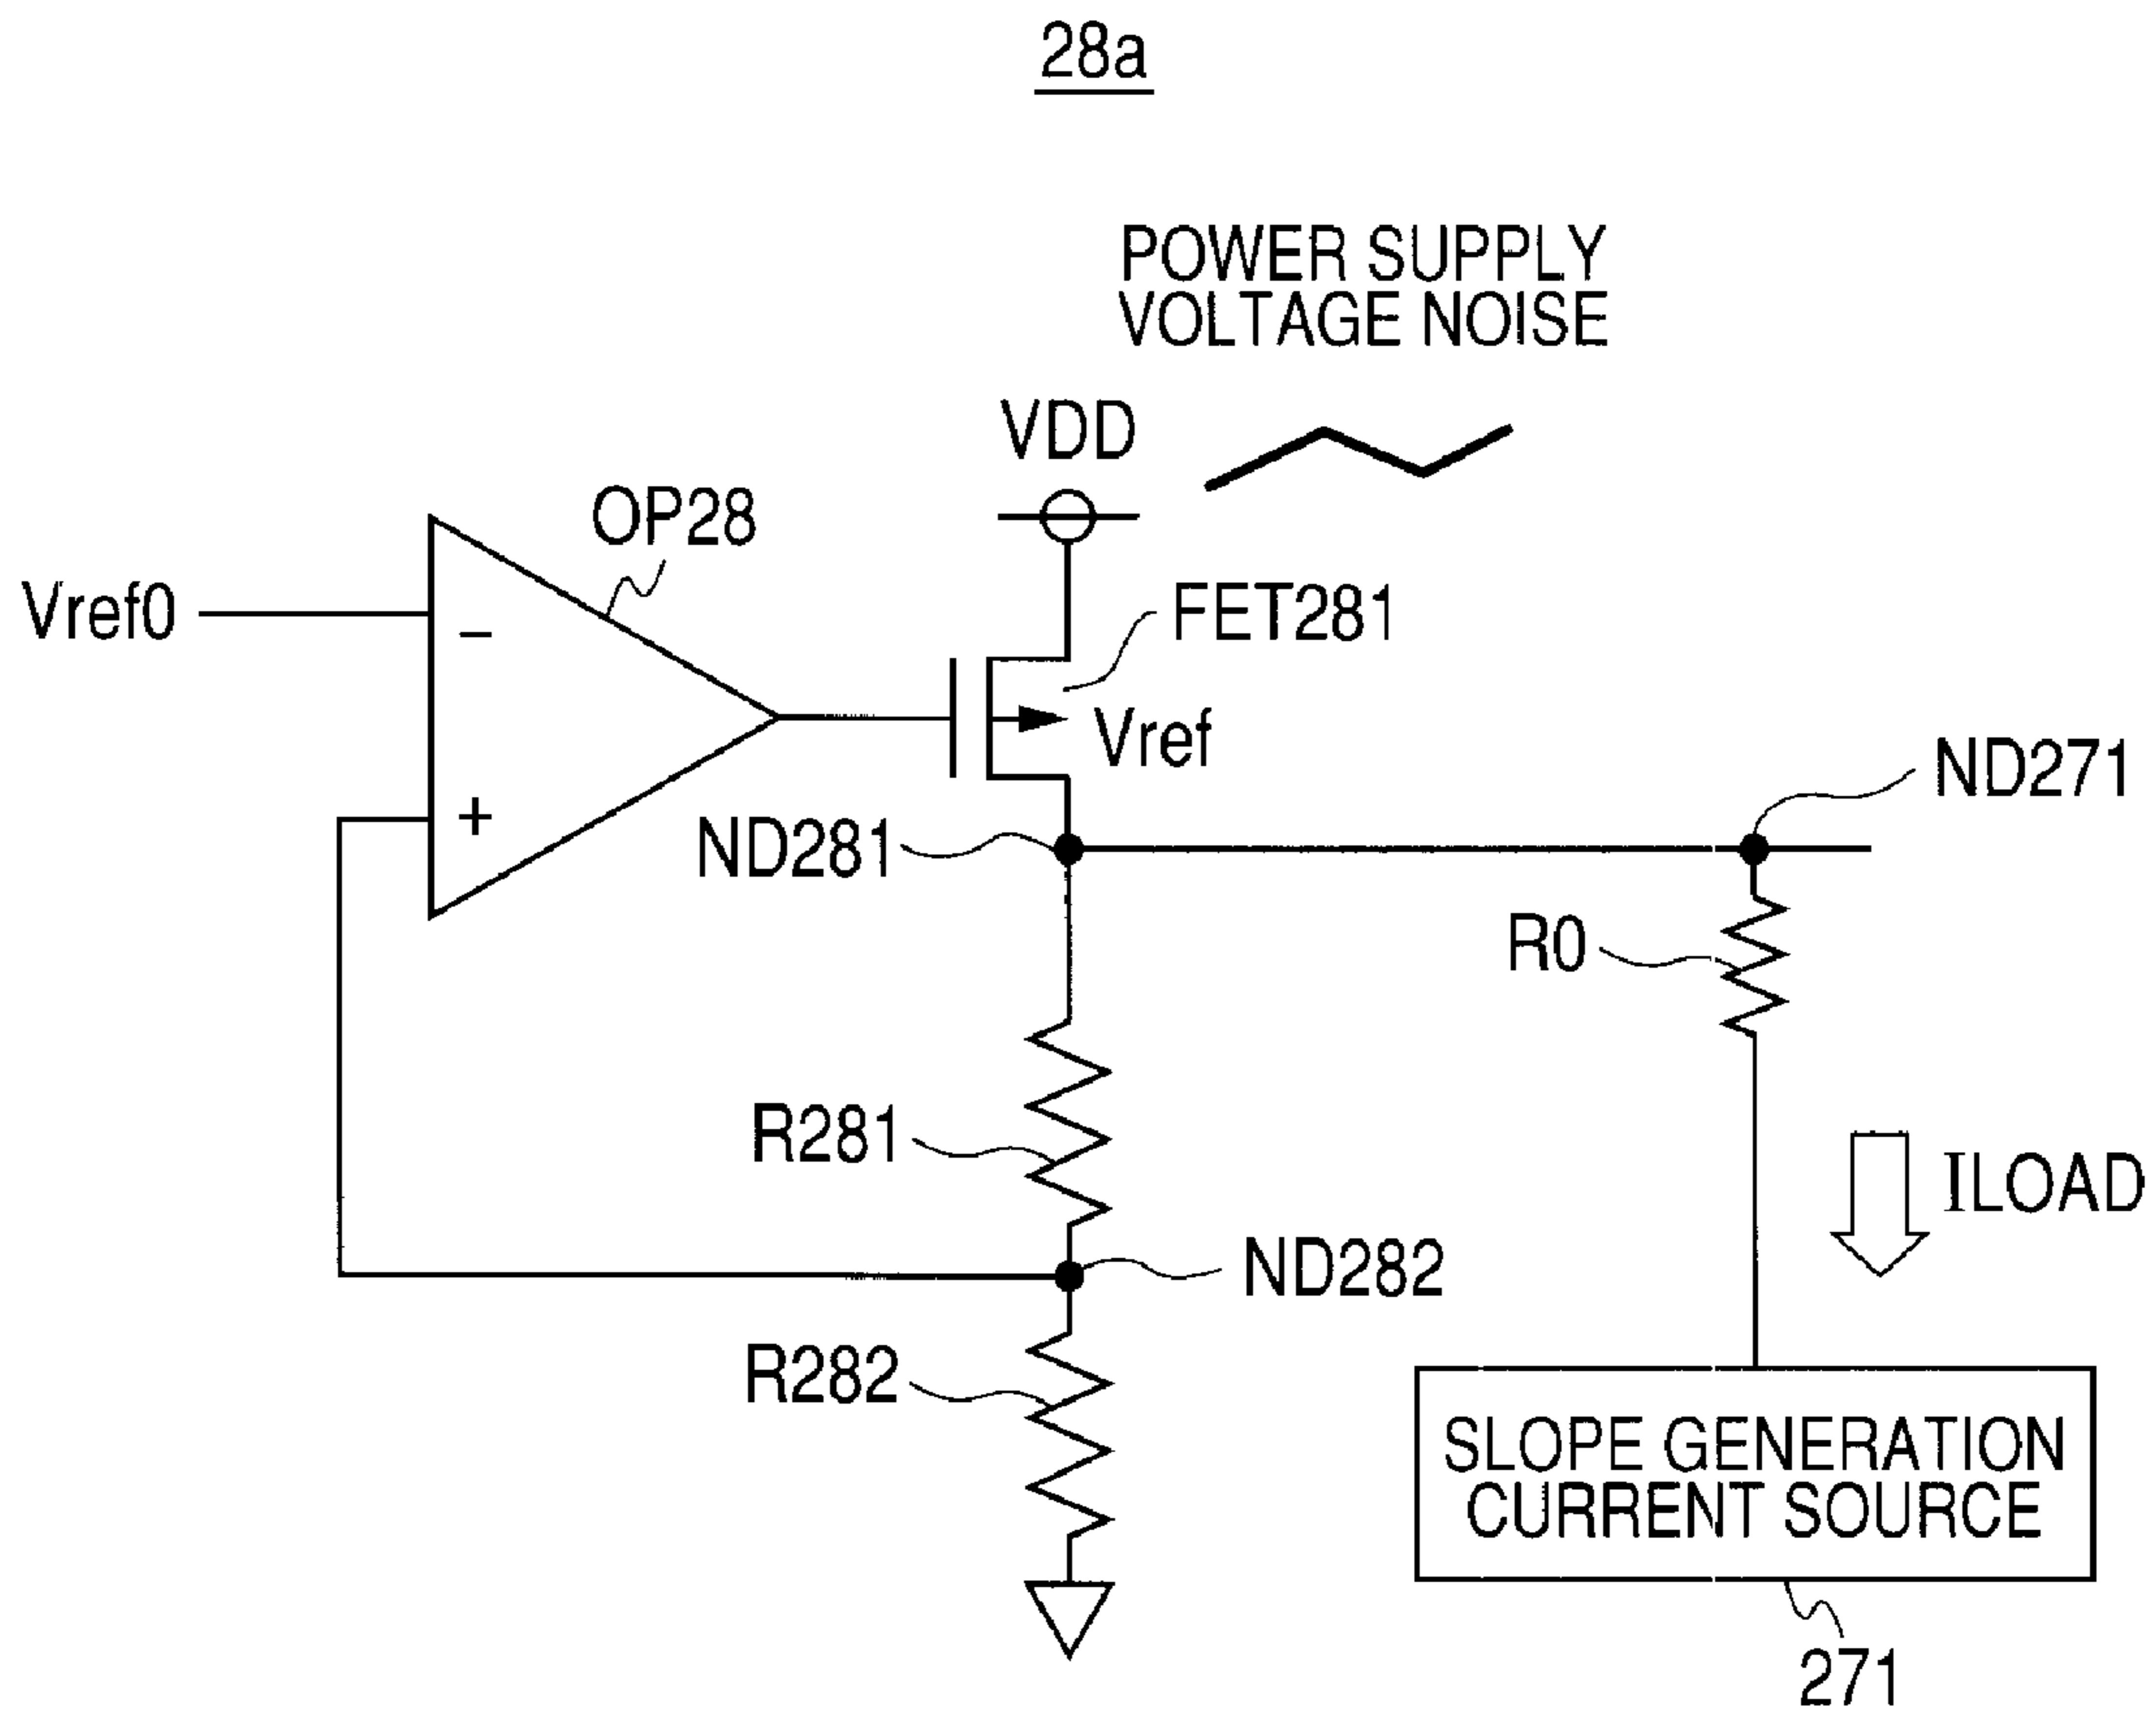 28a
POWER SUPPLY
VOLTAGE NOISE
VDD
OP28
Vref0
FET281
−
Vref
ND271
+
ND281
R0
R281
ILOAD
ND282
R282
SLOPE GENERATION
CURRENT SOURCE
271